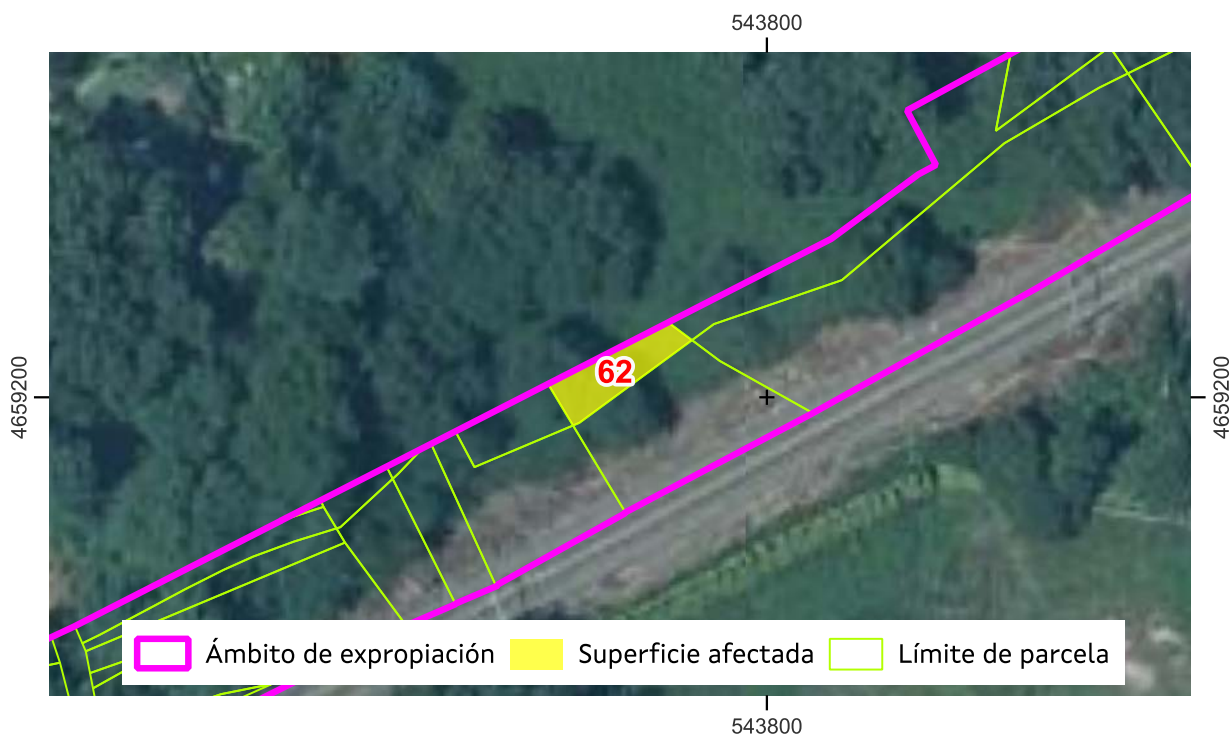 543800
4659200
4659200
62
Ámbito de expropiación
Superficie afectada
Límite de parcela
543800